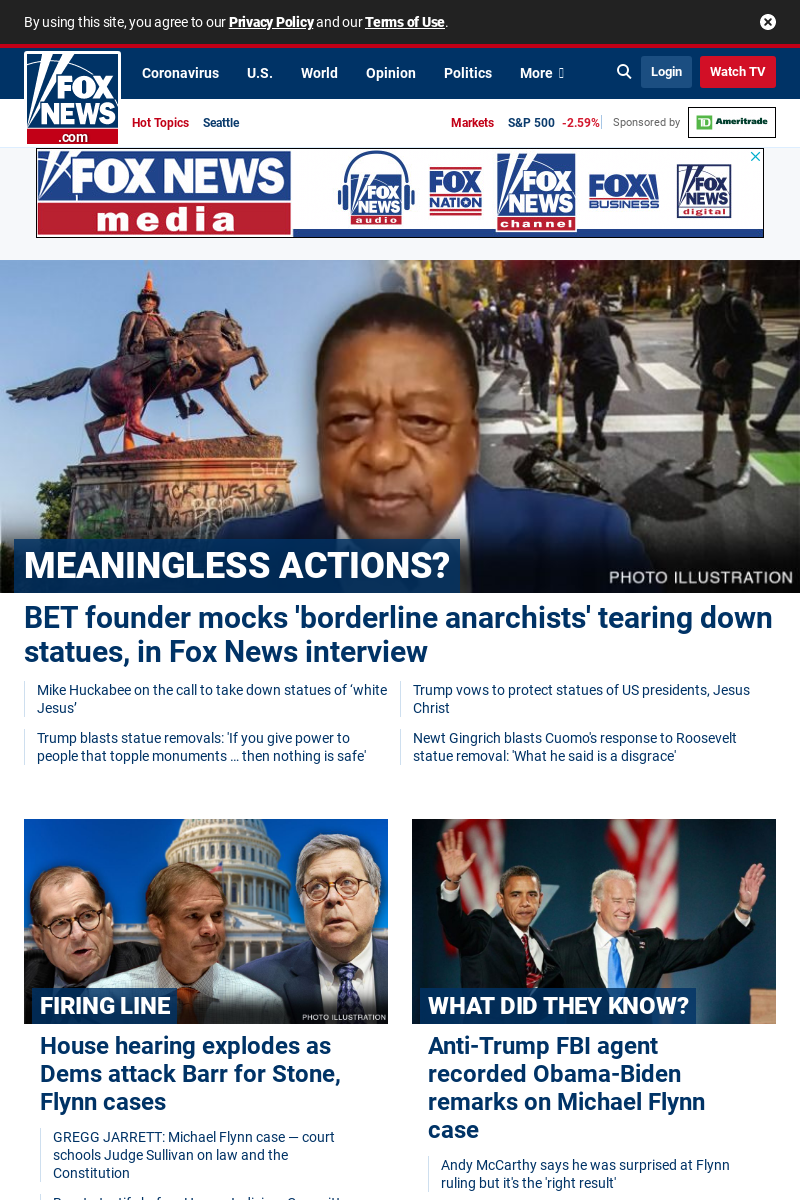 By using this site, you agree to our Privacy Policy and our Terms of Use.
FOX NEWS .com
Coronavirus U.S. World Opinion Politics More
Login
Watch TV
Hot Topics Seattle
Markets S&P 500 -2.59%
Sponsored by
TD Ameritrade
FOX NEWS
media
FOX NEWS
audio
FOX
NATION
FOX NEWS
channel
FOX
BUSINESS
FOX NEWS
digital
BLACK LIVES
MATTER
BLM
MEANINGLESS ACTIONS?
PHOTO ILLUSTRATION
BET founder mocks 'borderline anarchists' tearing down
statues, in Fox News interview
Mike Huckabee on the call to take down statues of ‘white
Jesus’
Trump vows to protect statues of US presidents, Jesus
Christ
Trump blasts statue removals: 'If you give power to
people that topple monuments ... then nothing is safe'
Newt Gingrich blasts Cuomo's response to Roosevelt
statue removal: 'What he said is a disgrace'
FIRING LINE
PHOTO ILLUSTRATION
House hearing explodes as
Dems attack Barr for Stone,
Flynn cases
GREGG JARRETT: Michael Flynn case — court
schools Judge Sullivan on law and the
Constitution
WHAT DID THEY KNOW?
Anti-Trump FBI agent
recorded Obama-Biden
remarks on Michael Flynn
case
Andy McCarthy says he was surprised at Flynn
ruling but it's the 'right result'